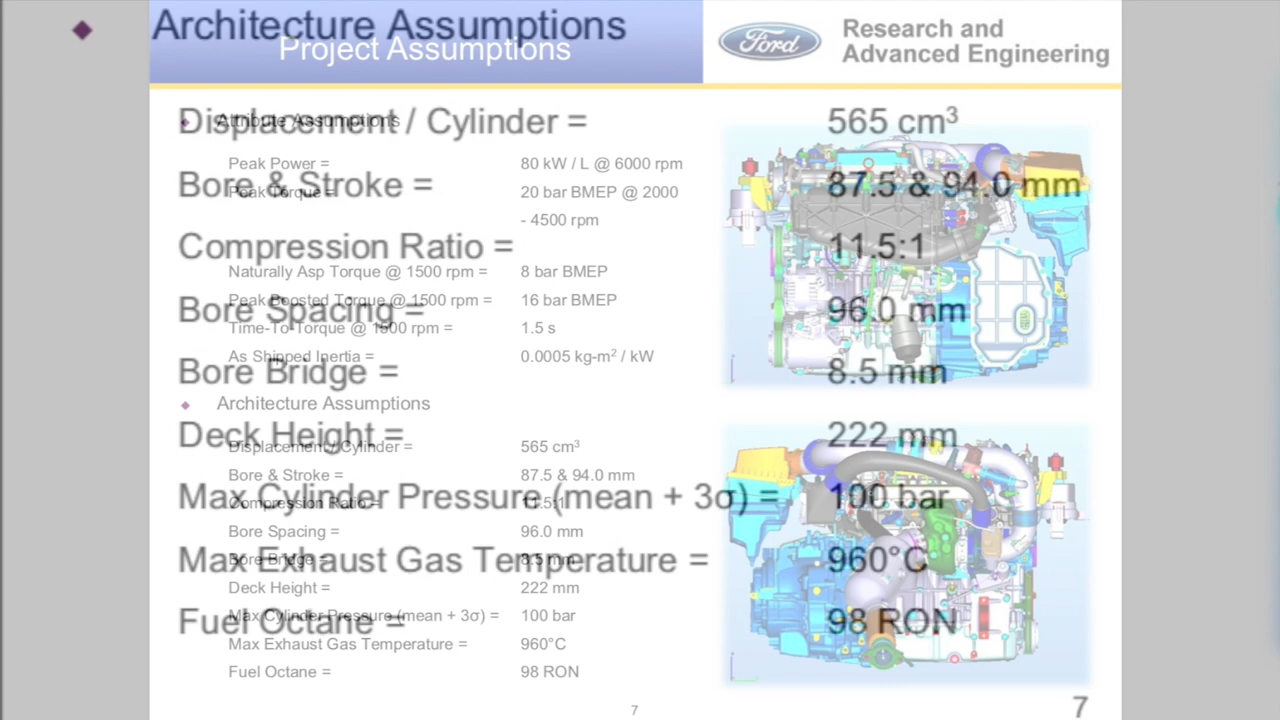 Architecture Assumptions
Project Assumptions
Ford
Research and
Advanced Engineering
Displacement / Cylinder = 565 cm³
Bore & Stroke = 87.5 & 94.0 mm
Compression Ratio = 11.5:1
Bore Spacing = 96.0 mm
Bore Bridge = 8.5 mm
Deck Height = 222 mm
Max Cylinder Pressure (mean + 3σ) = 100 bar
Max Exhaust Gas Temperature = 960°C
Fuel Octane = 98 RON
7
Attribute Assumptions
Peak Power = 80 kW / L @ 6000 rpm
Peak Torque = 20 bar BMEP @ 2000
- 4500 rpm
Naturally Asp Torque @ 1500 rpm = 8 bar BMEP
Peak Boosted Torque @ 1500 rpm = 16 bar BMEP
Time-To-Torque @ 1500 rpm = 1.5 s
As Shipped Inertia = 0.0005 kg-m² / kW
Architecture Assumptions
Displacement / Cylinder = 565 cm³
Bore & Stroke = 87.5 & 94.0 mm
Compression Ratio = 11.5:1
Bore Spacing = 96.0 mm
Bore Bridge = 8.5 mm
Deck Height = 222 mm
Max Cylinder Pressure (mean + 3σ) = 100 bar
Max Exhaust Gas Temperature = 960°C
Fuel Octane = 98 RON
7